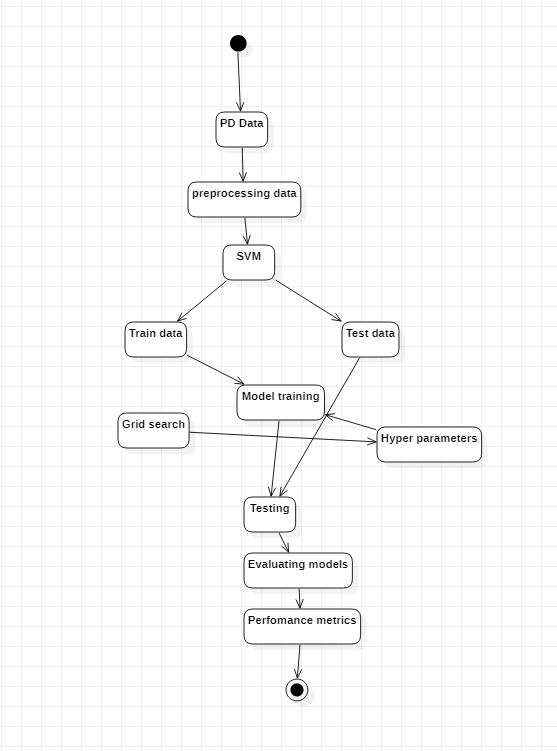 PD Data
preprocessing data
SVM
Train data
Test data
Model training
Grid search
Hyper parameters
Testing
Evaluating models
Perfomance metrics